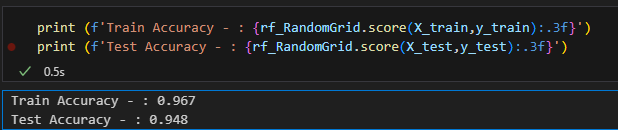 print (f'Train Accuracy - : {rf_RandomGrid.score(X_train,y_train):.3f}')
print (f'Test Accuracy - : {rf_RandomGrid.score(X_test,y_test):.3f}')
0.5s
Train Accuracy - : 0.967
Test Accuracy - : 0.948